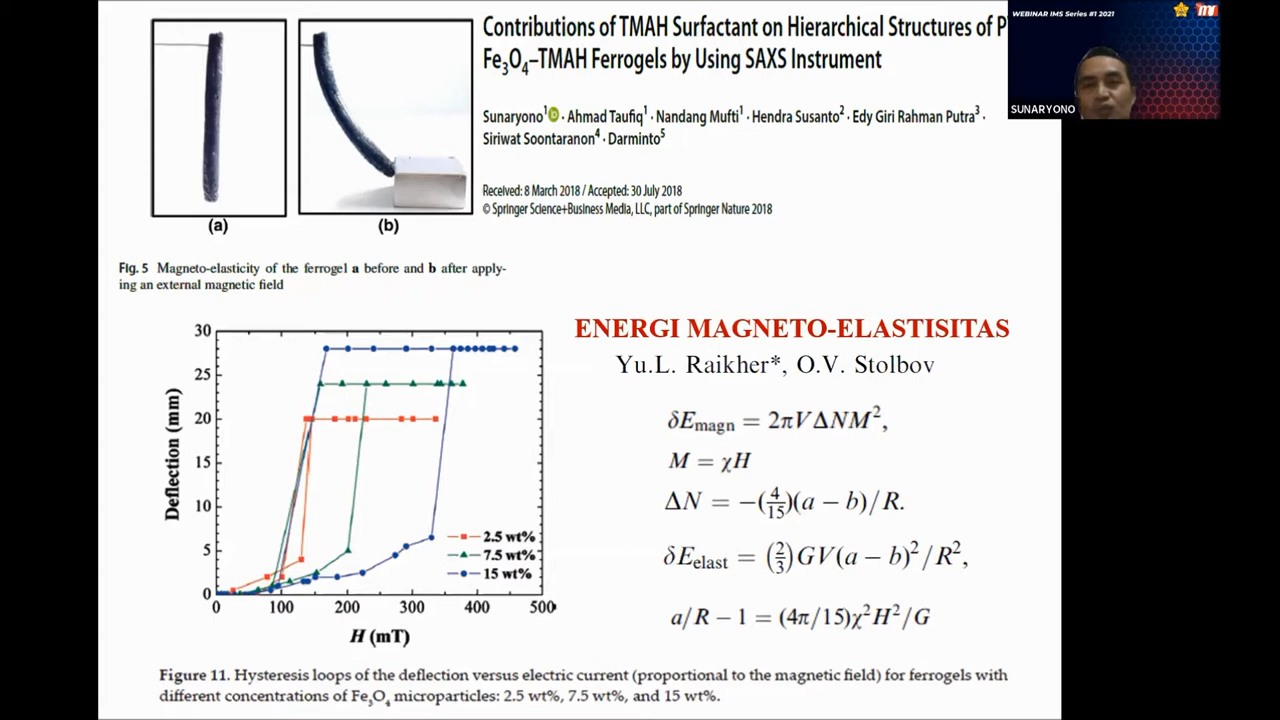 Contributions of TMAH Surfactant on Hierarchical Structures of P
Fe₃O₄–TMAH Ferrogels by Using SAXS Instrument
Sunaryono¹ · Ahmad Taufiq¹ · Nandang Mufti¹ · Hendra Susanto² · Edy Giri Rahman Putra³ ·
Siriwat Soontaranon⁴ · Darminto⁵
Received: 8 March 2018 / Accepted: 30 July 2018
© Springer Science+Business Media, LLC, part of Springer Nature 2018
WEBINAR IMS Series #1 2021
SUNARYONO
(a)
(b)
Fig. 5 Magneto-elasticity of the ferrogel a before and b after apply-
ing an external magnetic field
Deflection (mm)
30
25
20
15
10
5
0
0 100 200 300 400 500
H (mT)
2.5 wt%
7.5 wt%
15 wt%
ENERGI MAGNETO-ELASTISITAS
Yu.L. Raikher*, O.V. Stolbov
δE_magn = 2πVΔNM²,
M = χH
ΔN = −(4/15)(a − b)/R.
δE_elast = (2/3)GV(a − b)²/R²,
a/R − 1 = (4π/15)χ²H²/G
Figure 11. Hysteresis loops of the deflection versus electric current (proportional to the magnetic field) for ferrogels with
different concentrations of Fe₃O₄ microparticles: 2.5 wt%, 7.5 wt%, and 15 wt%.